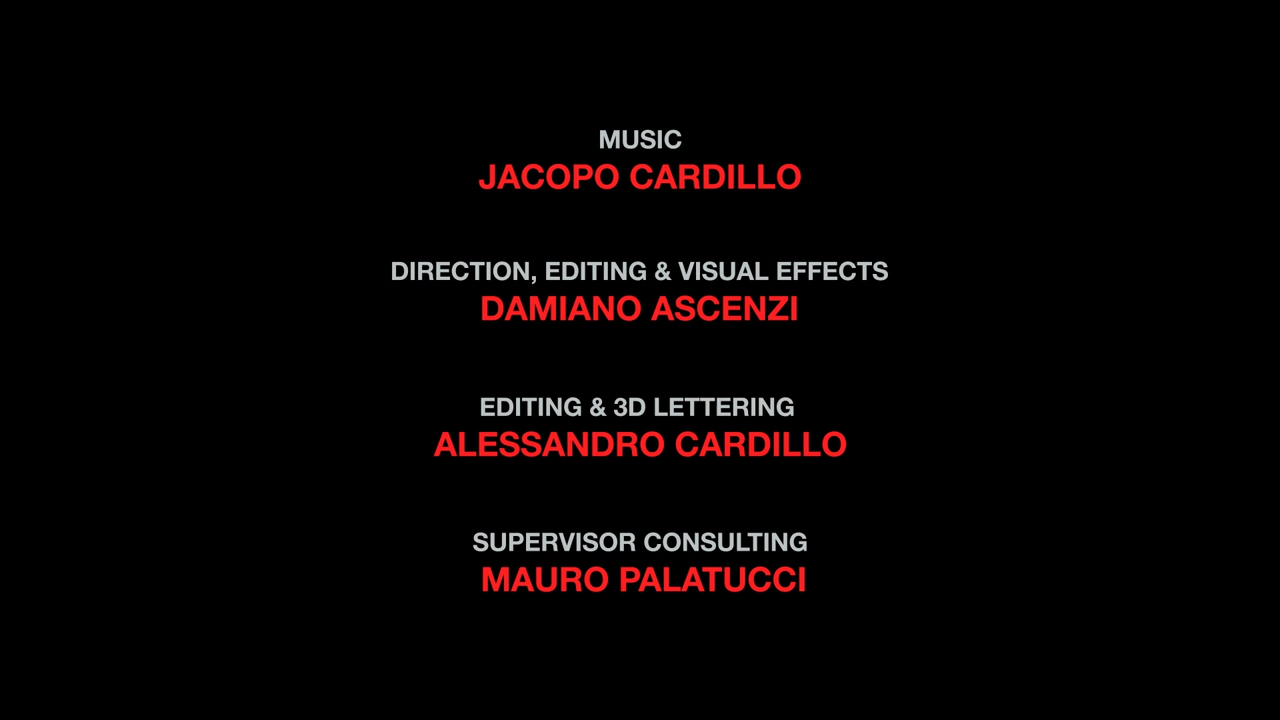 MUSIC
JACOPO CARDILLO
DIRECTION, EDITING & VISUAL EFFECTS
DAMIANO ASCENZI
EDITING & 3D LETTERING
ALESSANDRO CARDILLO
SUPERVISOR CONSULTING
MAURO PALATUCCI